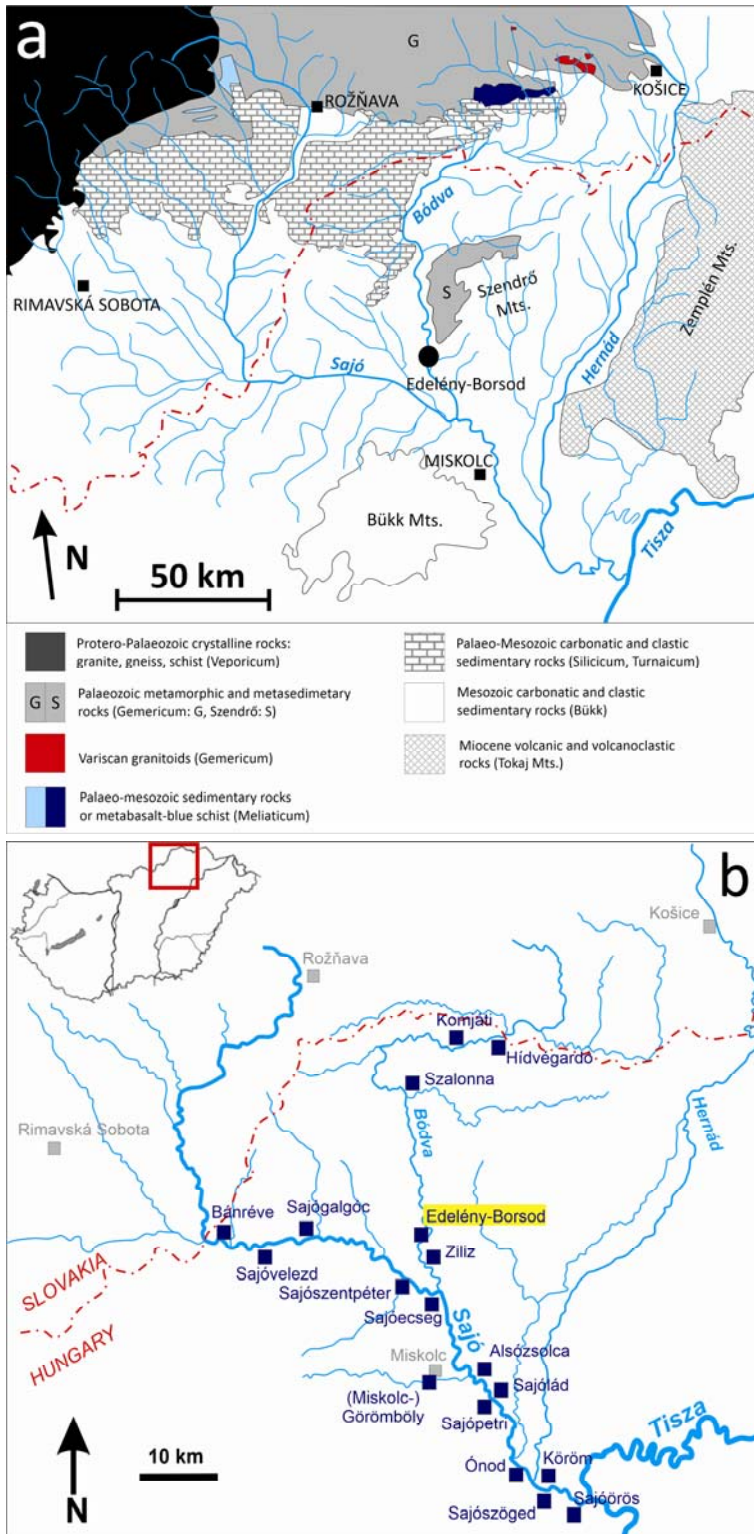 a
G
ROŽŇAVA
KOŠICE
Bódva
Zemplén Mts.
S
Szendrő
Mts.
RIMAVSKÁ SOBOTA
Hernád
Sajó
Edelény-Borsod
MISKOLC
Bükk Mts.
Tisza
N
50 km
Protero-Palaeozoic crystalline rocks:
granite, gneiss, schist (Veporicum)
Palaeo-Mesozoic carbonatic and clastic
sedimentary rocks (Silicicum, Turnaicum)
G S
Palaeozoic metamorphic and metasedimetary
rocks (Gemericum: G, Szendrő: S)
Mesozoic carbonatic and clastic
sedimentary rocks (Bükk)
Variscan granitoids (Gemericum)
Miocene volcanic and volcanoclastic
rocks (Tokaj Mts.)
Palaeo-mesozoic sedimentary rocks
or metabasalt-blue schist (Meliaticum)
b
Košice
Rožňava
Komjáti
Hídvégardó
Szalonna
Bódva
Hernád
Rimavská Sobota
Bánréve
Sajógalgóc
Edelény-Borsod
Ziliz
Sajóvelezd
SLOVAKIA
Sajószentpéter
Sajóecseg
Sajó
HUNGARY
Miskolc
Alsózsolca
(Miskolc-)
Görömböly
Sajólád
Sajópetri
Tisza
10 km
Ónod
Köröm
N
Sajószöged
Sajóörös